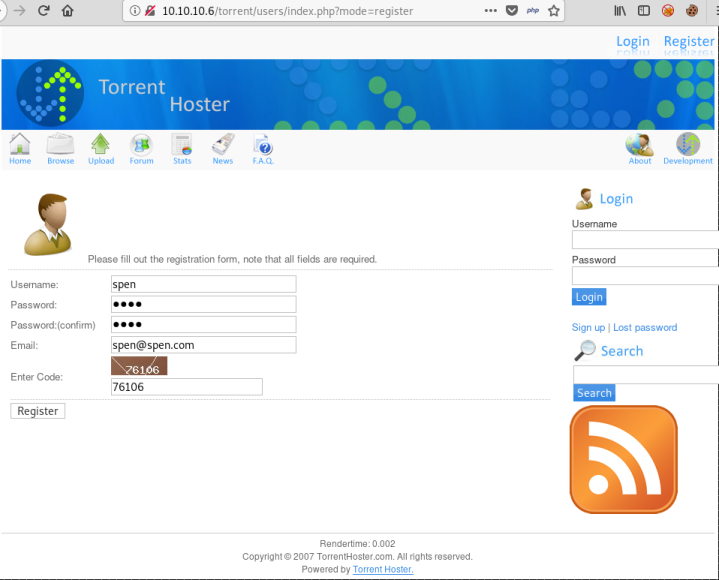 10.10.10.6/torrent/users/index.php?mode=register
php
Login Register
Torrent
Hoster
Home Browse Upload Forum Stats News F.A.Q. About Development
Login
Please fill out the registration form, note that all fields are required.
Username
Password
Login
Username: spen
Password: ••••
Password:(confirm) ••••
Email: spen@spen.com
76106
Enter Code: 76106
Register
Sign up | Lost password
Search
Search
Rendertime: 0.002
Copyright © 2007 TorrentHoster.com. All rights reserved.
Powered by Torrent Hoster.